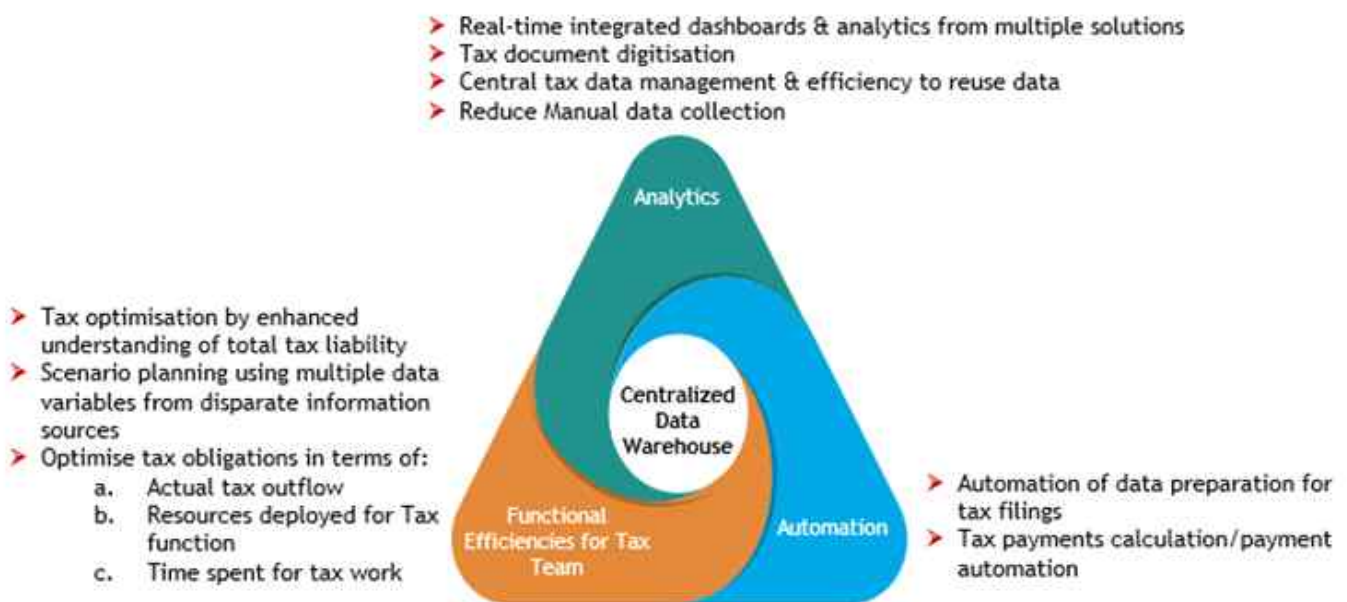 Real-time integrated dashboards & analytics from multiple solutions
Tax document digitisation
Central tax data management & efficiency to reuse data
Reduce Manual data collection
Analytics
Tax optimisation by enhanced
understanding of total tax liability
Scenario planning using multiple data
variables from disparate information
sources
Optimise tax obligations in terms of:
a. Actual tax outflow
b. Resources deployed for Tax
function
c. Time spent for tax work
Centralized
Data
Warehouse
Functional
Efficiencies for Tax
Team
Automation
Automation of data preparation for
tax filings
Tax payments calculation/payment
automation